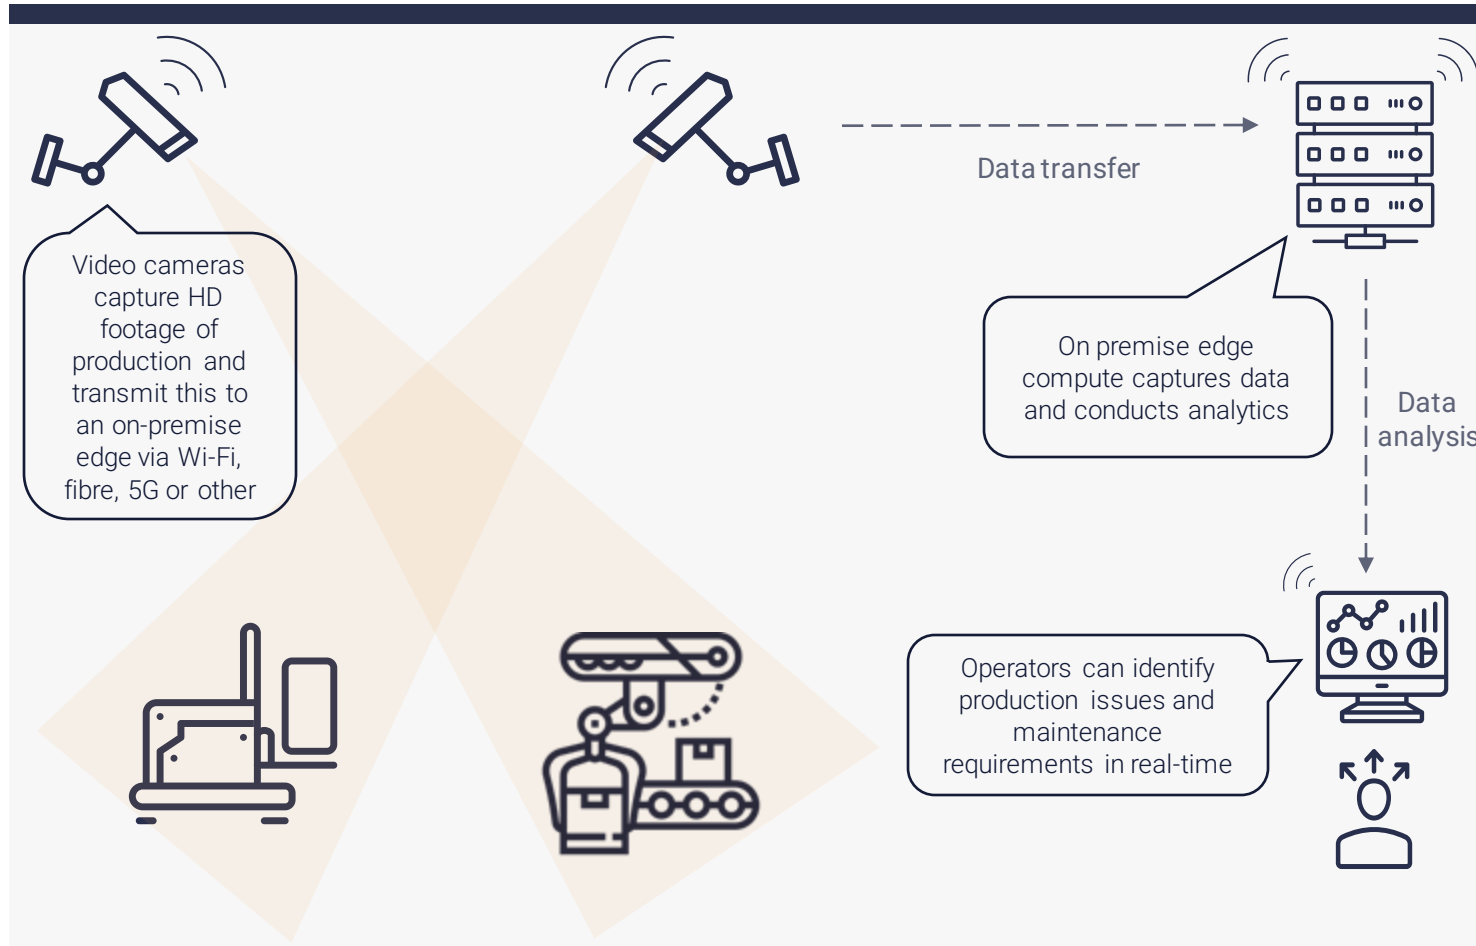 Data transfer
Video cameras
capture HD
footage of
production and
transmit this to
an on-premise
edge via Wi-Fi,
fibre, 5G or other
On premise edge
compute captures data
and conducts analytics
Data
analysis
Operators can identify
production issues and
maintenance
requirements in real-time